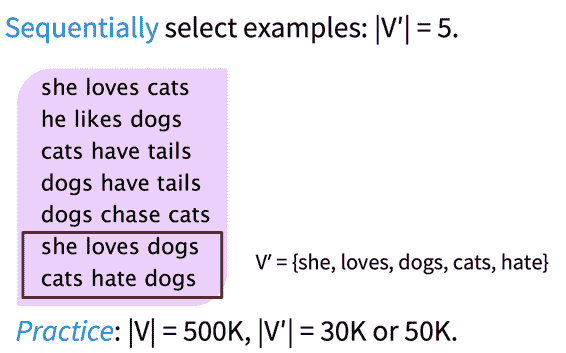 Sequentially select examples: |V′| = 5.
she loves cats
he likes dogs
cats have tails
dogs have tails
dogs chase cats
she loves dogs
cats hate dogs
V′ = {she, loves, dogs, cats, hate}
Practice: |V| = 500K, |V′| = 30K or 50K.